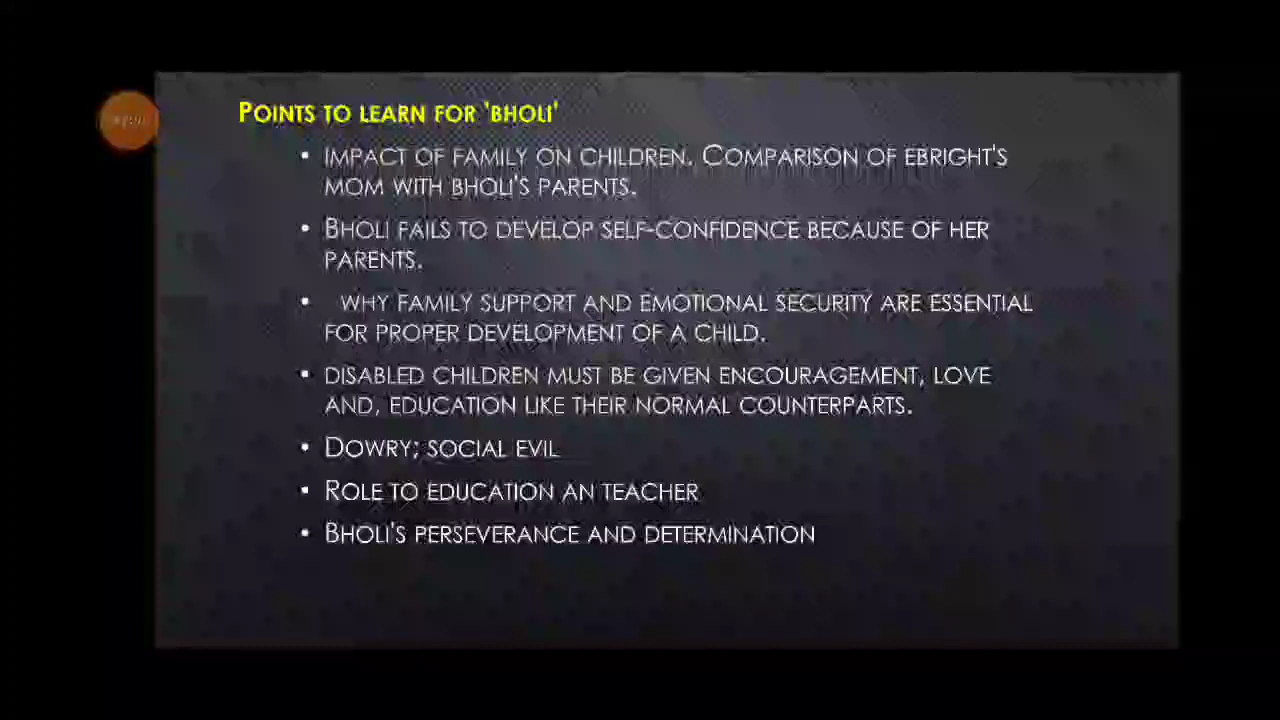 POINTS TO LEARN FOR 'BHOLI'
• IMPACT OF FAMILY ON CHILDREN. COMPARISON OF EBRIGHT'S
MOM WITH BHOLI'S PARENTS.
• BHOLI FAILS TO DEVELOP SELF-CONFIDENCE BECAUSE OF HER
PARENTS.
• WHY FAMILY SUPPORT AND EMOTIONAL SECURITY ARE ESSENTIAL
FOR PROPER DEVELOPMENT OF A CHILD.
• DISABLED CHILDREN MUST BE GIVEN ENCOURAGEMENT, LOVE
AND, EDUCATION LIKE THEIR NORMAL COUNTERPARTS.
• DOWRY; SOCIAL EVIL
• ROLE TO EDUCATION AN TEACHER
• BHOLI'S PERSEVERANCE AND DETERMINATION